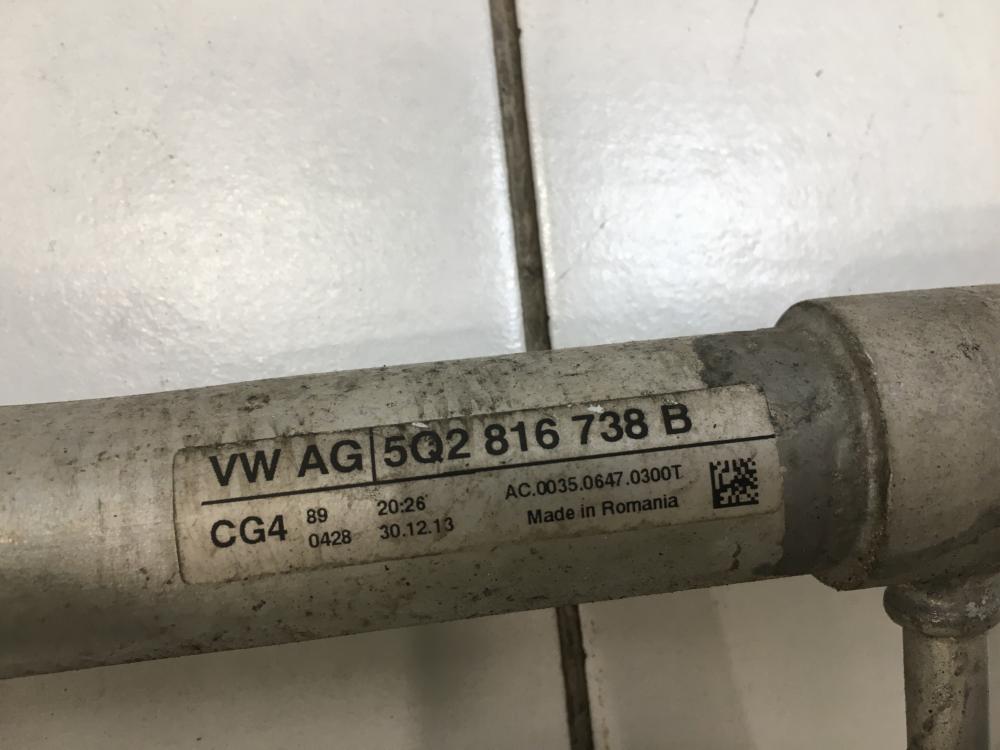 VW AG 5Q2 816 738 B
CG4 89 20:26 AC.0035.0647.0300T
0428 30.12.13 Made in Romania